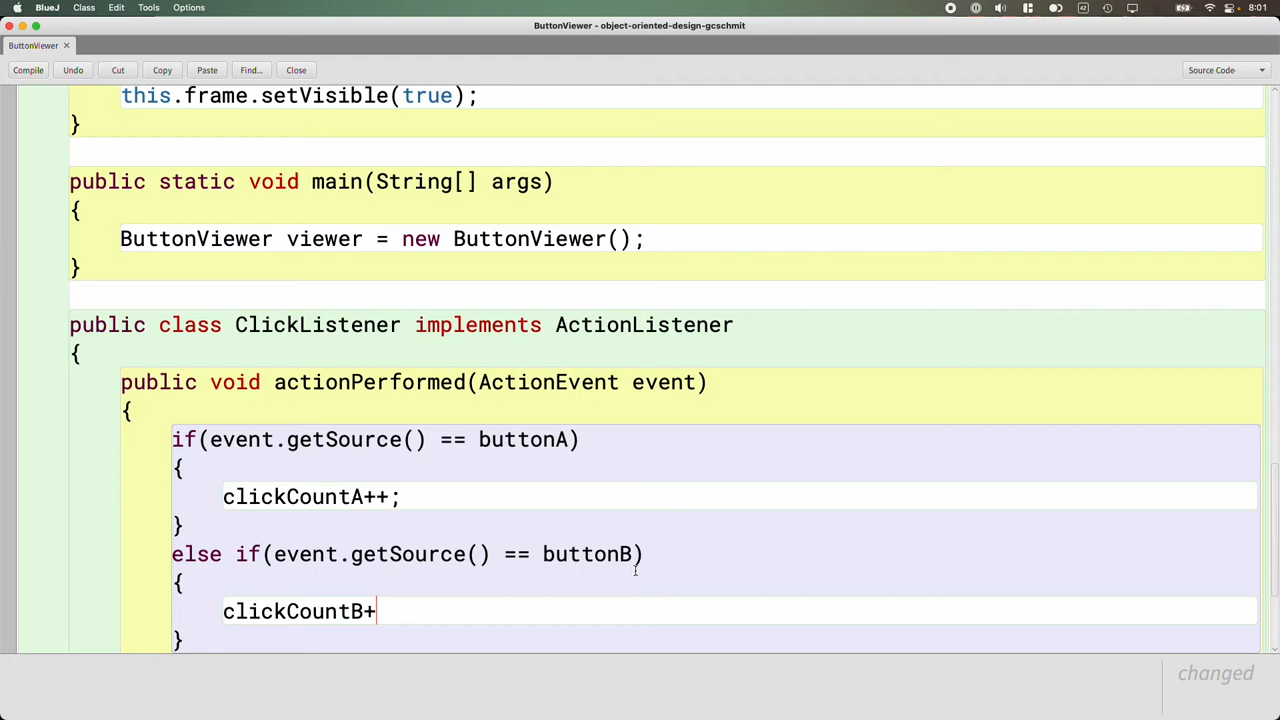 BlueJ Class Edit Tools Options 8:01
ButtonViewer - object-oriented-design-gcschmit
ButtonViewer ×
Compile Undo Cut Copy Paste Find... Close Source Code
this.frame.setVisible(true);
}
public static void main(String[] args)
{
ButtonViewer viewer = new ButtonViewer();
}
public class ClickListener implements ActionListener
{
public void actionPerformed(ActionEvent event)
{
if(event.getSource() == buttonA)
{
clickCountA++;
}
else if(event.getSource() == buttonB)
{
clickCountB+
}
changed